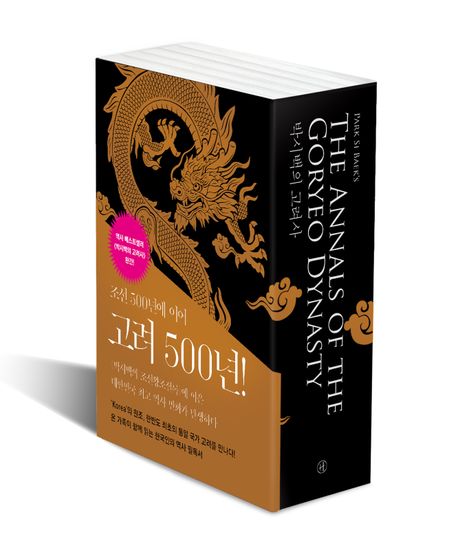 역사 베스트셀러
《박시백의 고려사》
완간!
조선 500년에 이어
고려 500년!
『박시백의 조선왕조실록』에 이은
대한민국 최고 역사 만화가 탄생하다
'Korea'의 원조, 한반도 최초의 통일 국가 고려를 만나다!
온 가족이 함께 읽는 한국인의 역사 필독서
PARK SI BAEK'S
THE ANNALS OF THE
GORYEO DYNASTY
박시백의 고려사